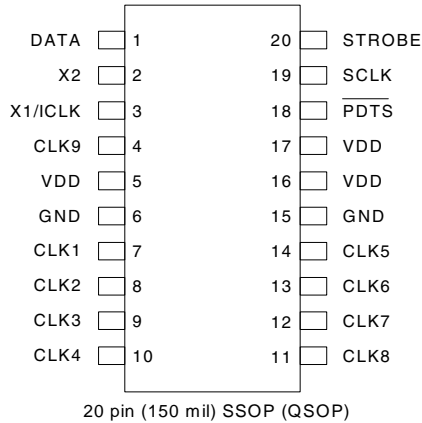 DATA 1 20 STROBE
X2 2 19 SCLK
X1/ICLK 3 18 PDTS
CLK9 4 17 VDD
VDD 5 16 VDD
GND 6 15 GND
CLK1 7 14 CLK5
CLK2 8 13 CLK6
CLK3 9 12 CLK7
CLK4 10 11 CLK8
20 pin (150 mil) SSOP (QSOP)